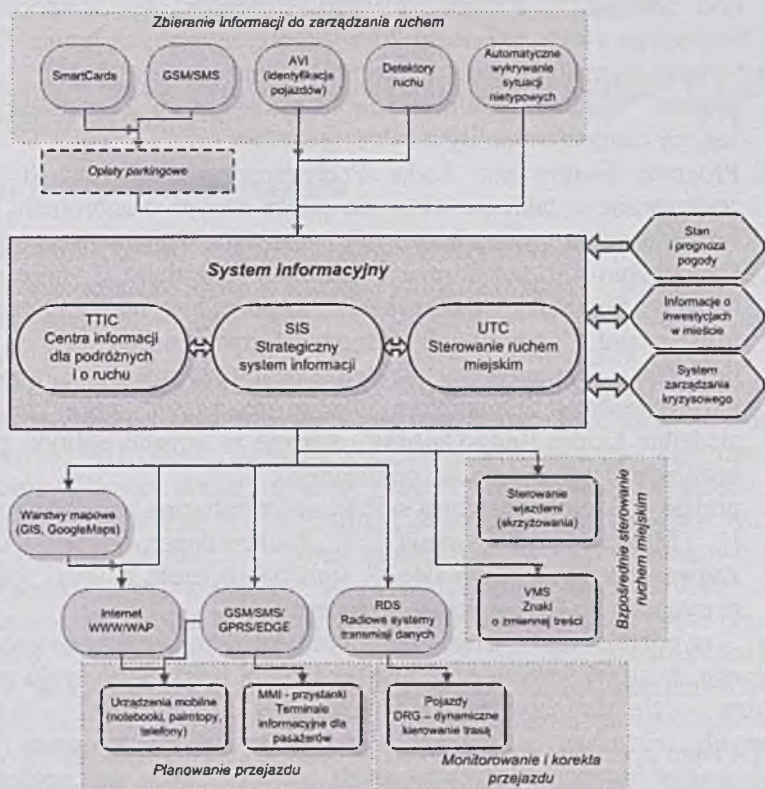 Zbieranie informacji do zarządzania ruchem
SmartCarda
GSM/SMS
AVI
(identyfikacja
pojazdów)
Detektory
ruchu
Automatyczne
wykrywanie
sytuacji
nietypowych
Opłaty parkingowe
System informacyjny
Stan
i prognoza
pogody
TTIC
Centra informacji
dla podróżnych
i o ruchu
SIS
Strategiczny
system informacji
UTC
Sterowanie ruchem
miejskim
Informacje o
inwestycjach
w mieście
System
zarządzania
kryzysowego
Warstwy mapowe
(GIS, GoogleMaps)
Sterowanie
wjazdami
(skrzyżowania)
VMS
Znaki
o zmiennej treści
Bzpośrednie sterowanie
ruchem miejskim
Internet
WWW/WAP
GSM/SMS/
GPRS/EDGE
RDS
Radiowe systemy
transmisji danych
Urządzenia mobilne
(notebooki, palmtopy,
telefony)
MMI - przystanki
Terminale
informacyjne dla
pasażerów
Pojazdy
DRG – dynamiczne
kierowanie trasą
Planowanie przejazdu
Monitorowanie i korekta
przejazdu